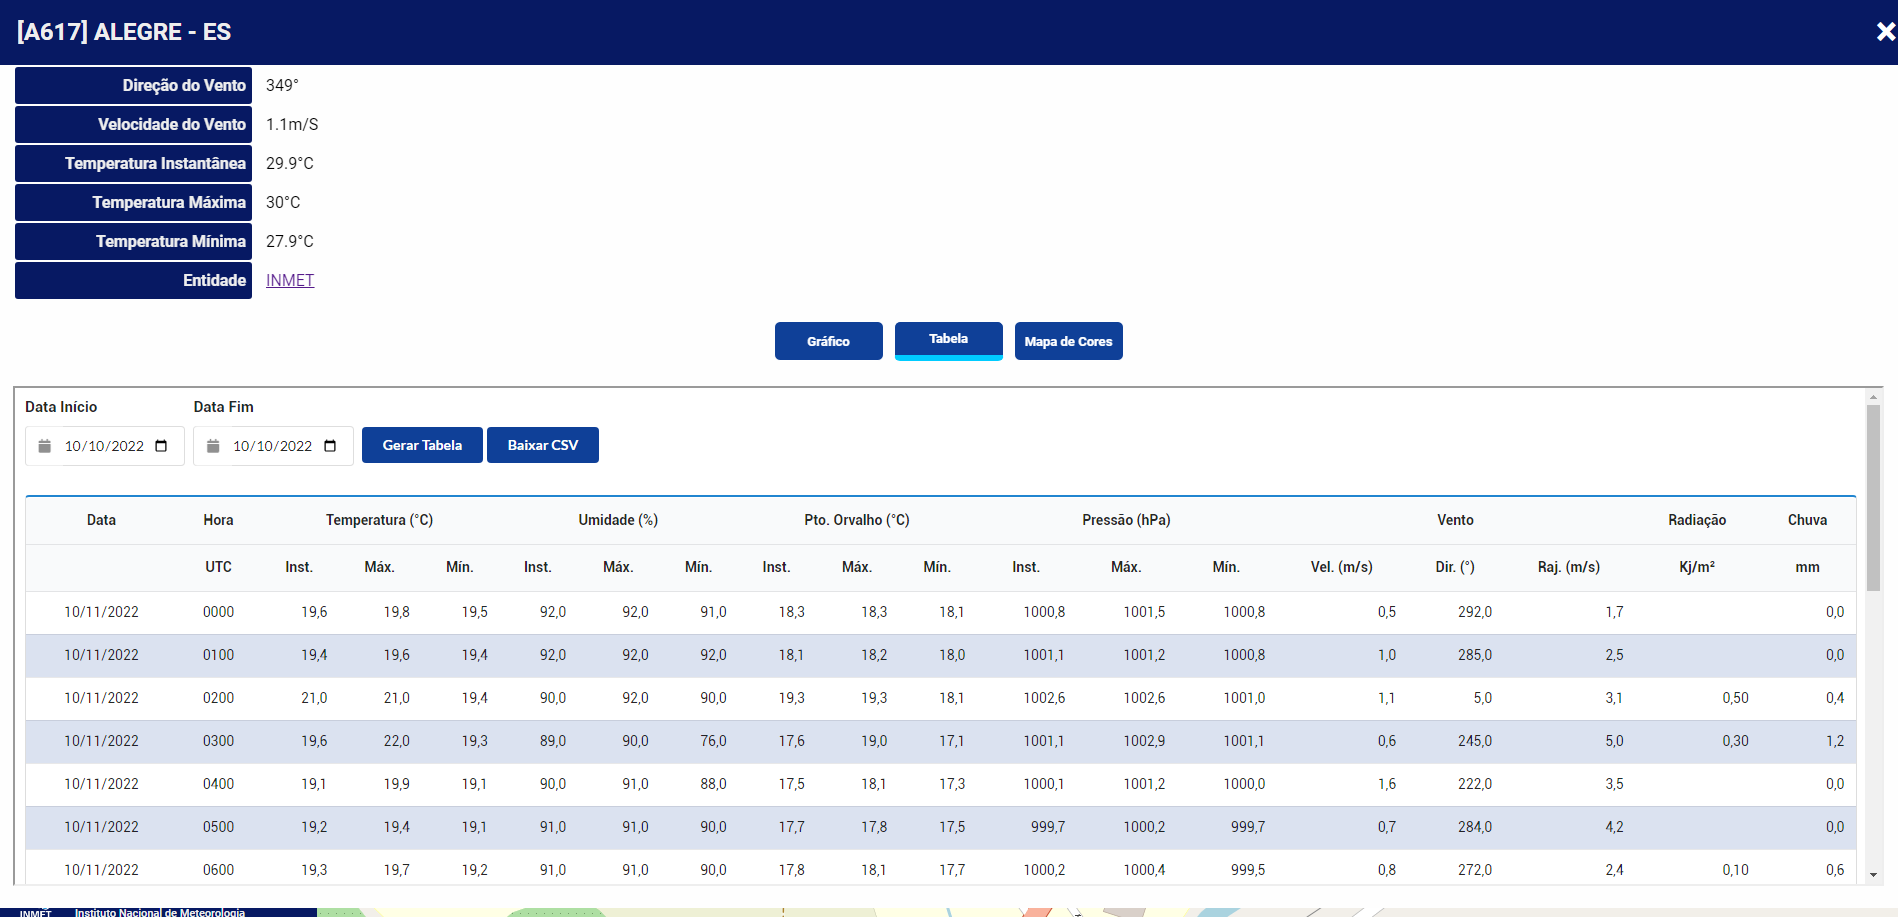 [A617] ALEGRE - ES
Direção do Vento 349°
Velocidade do Vento 1.1m/S
Temperatura Instantânea 29.9°C
Temperatura Máxima 30°C
Temperatura Mínima 27.9°C
Entidade INMET
Gráfico Tabela Mapa de Cores
Data Início Data Fim
10/10/2022 10/10/2022 Gerar Tabela Baixar CSV
Data Hora Temperatura (°C) Umidade (%) Pto. Orvalho (°C) Pressão (hPa) Vento Radiação Chuva
UTC Inst. Máx. Mín. Inst. Máx. Mín. Inst. Máx. Mín. Inst. Máx. Mín. Vel. (m/s) Dir. (°) Raj. (m/s) Kj/m² mm
10/11/2022 0000 19,6 19,8 19,5 92,0 92,0 91,0 18,3 18,3 18,1 1000,8 1001,5 1000,8 0,5 292,0 1,7 0,0
10/11/2022 0100 19,4 19,6 19,4 92,0 92,0 92,0 18,1 18,2 18,0 1001,1 1001,2 1000,8 1,0 285,0 2,5 0,0
10/11/2022 0200 21,0 21,0 19,4 90,0 92,0 90,0 19,3 19,3 18,1 1002,6 1002,6 1001,0 1,1 5,0 3,1 0,50 0,4
10/11/2022 0300 19,6 22,0 19,3 89,0 90,0 76,0 17,6 19,0 17,1 1001,1 1002,9 1001,1 0,6 245,0 5,0 0,30 1,2
10/11/2022 0400 19,1 19,9 19,1 90,0 91,0 88,0 17,5 18,1 17,3 1000,1 1001,2 1000,0 1,6 222,0 3,5 0,0
10/11/2022 0500 19,2 19,4 19,1 91,0 91,0 90,0 17,7 17,8 17,5 999,7 1000,2 999,7 0,7 284,0 4,2 0,0
10/11/2022 0600 19,3 19,7 19,2 91,0 91,0 90,0 17,8 18,1 17,7 1000,2 1000,4 999,5 0,8 272,0 2,4 0,10 0,6
INMET Instituto Nacional de Meteorologia